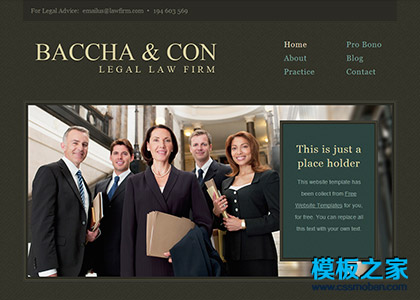 For Legal Advice: emailus@lawfirm.com • 194 603 569
BACCHA & CON
LEGAL LAW FIRM
Home
Pro Bono
About
Blog
Practice
Contact
This is just a
place holder
This website template has
been collect from Free
Website Templates for you,
for free. You can replace all
this text with your own text.
模板之家
www.cssmoban.com